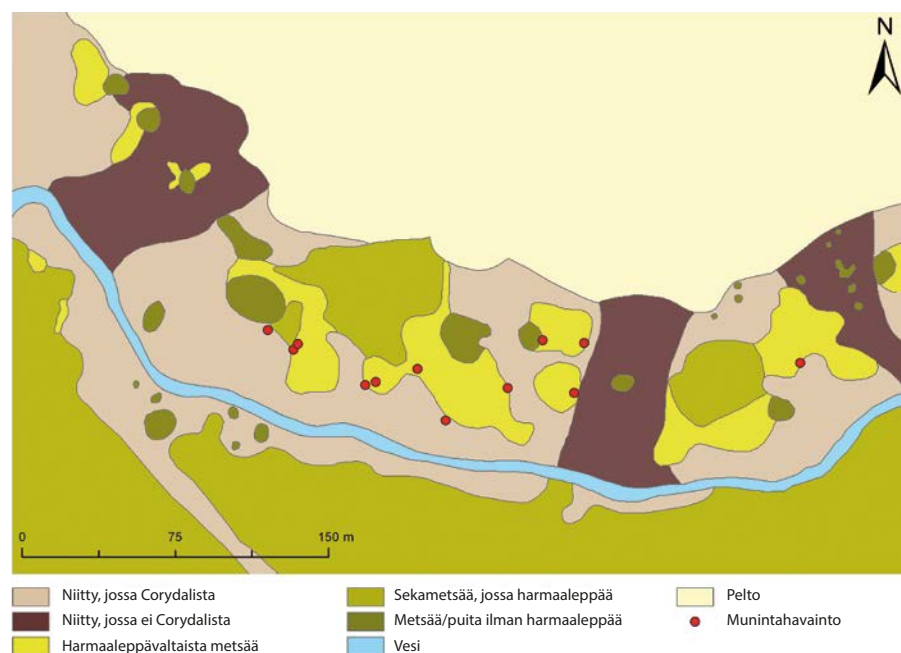 N
0 75 150 m
Niitty, jossa Corydalista
Niitty, jossa ei Corydalista
Harmaaleppävaltaista metsää
Sekametsää, jossa harmaaleppää
Metsää/puita ilman harmaaleppää
Vesi
Pelto
Munintahavainto